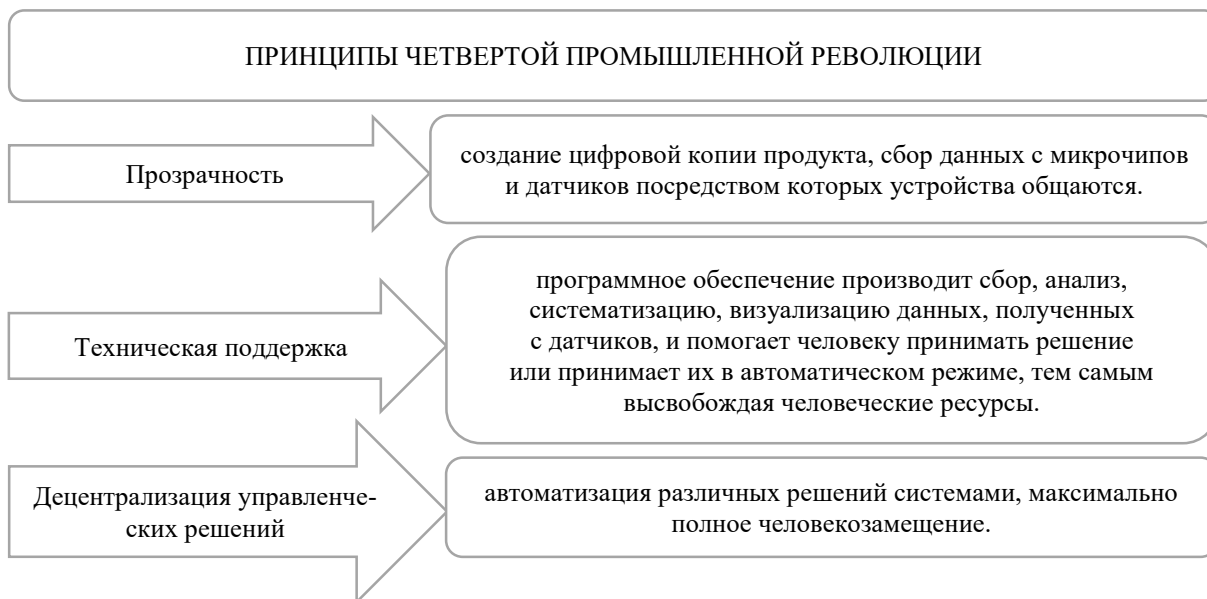 ПРИНЦИПЫ ЧЕТВЕРТОЙ ПРОМЫШЛЕННОЙ РЕВОЛЮЦИИ
Прозрачность
создание цифровой копии продукта, сбор данных с микрочипов
и датчиков посредством которых устройства общаются.
Техническая поддержка
программное обеспечение производит сбор, анализ,
систематизацию, визуализацию данных, полученных
с датчиков, и помогает человеку принимать решение
или принимает их в автоматическом режиме, тем самым
высвобождая человеческие ресурсы.
Децентрализация управленче-
ских решений
автоматизация различных решений системами, максимально
полное человекозамещение.